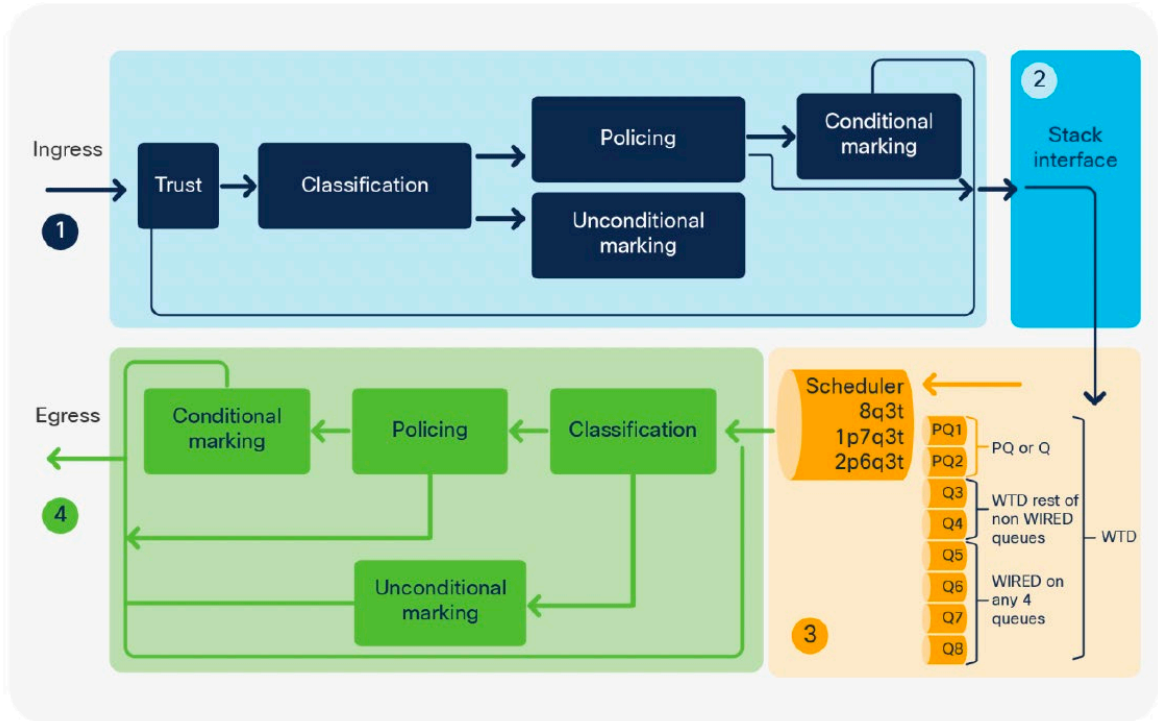 Ingress
1
Trust
Classification
Policing
Unconditional
marking
Conditional
marking
2
Stack
interface
Egress
4
Conditional
marking
Policing
Classification
Unconditional
marking
Scheduler
8q3t
1p7q3t
2p6q3t
PQ1
PQ2
Q3
Q4
Q5
Q6
Q7
Q8
PQ or Q
WTD rest of
non WIRED
queues
WIRED on
any 4
queues
WTD
3